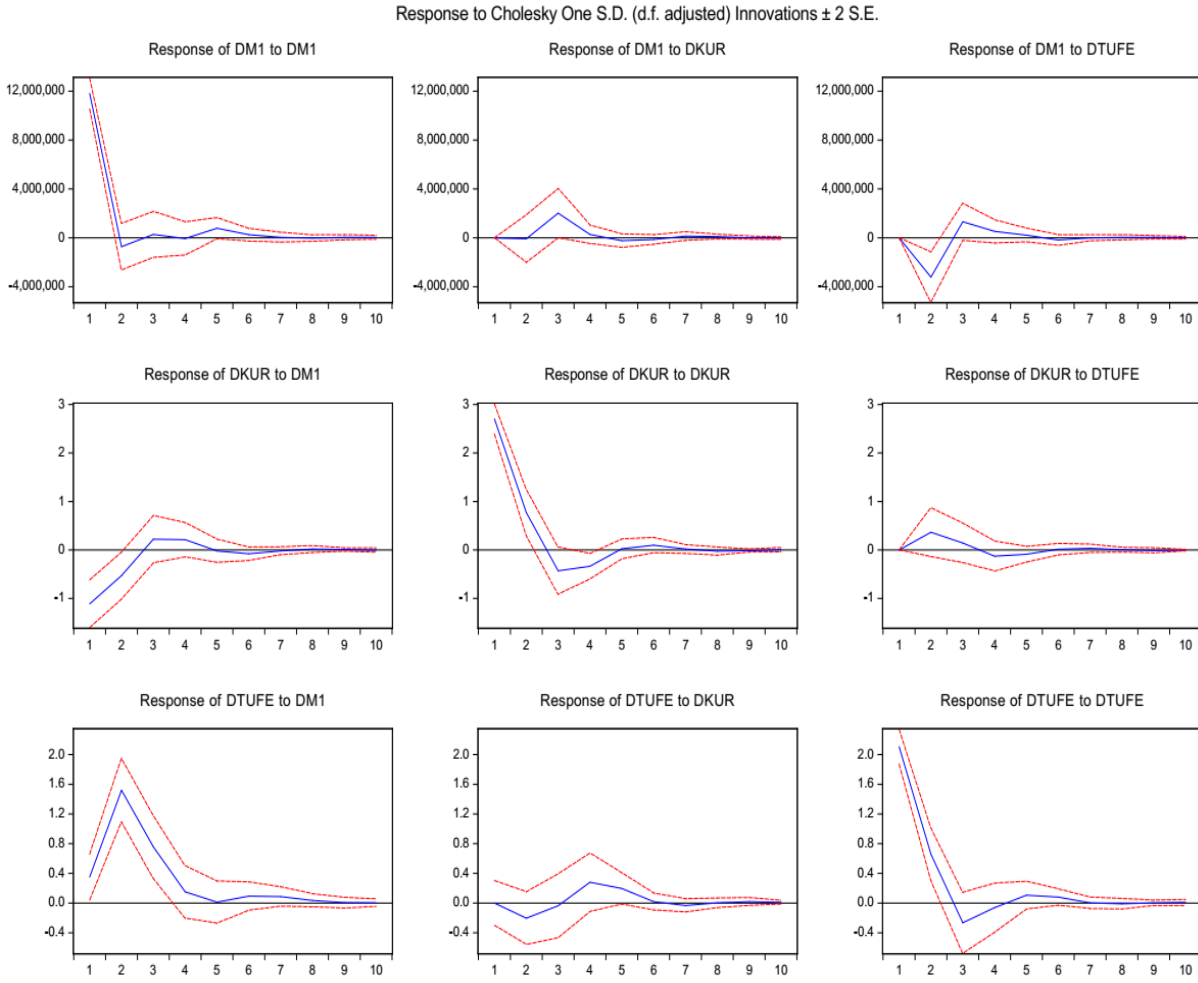 Response to Cholesky One S.D. (d.f. adjusted) Innovations ± 2 S.E.
Response of DM1 to DM1
12,000,000
8,000,000
4,000,000
0
-4,000,000
1 2 3 4 5 6 7 8 9 10
Response of DM1 to DKUR
12,000,000
8,000,000
4,000,000
0
-4,000,000
1 2 3 4 5 6 7 8 9 10
Response of DM1 to DTUFE
12,000,000
8,000,000
4,000,000
0
-4,000,000
1 2 3 4 5 6 7 8 9 10
Response of DKUR to DM1
3
2
1
0
-1
1 2 3 4 5 6 7 8 9 10
Response of DKUR to DKUR
3
2
1
0
-1
1 2 3 4 5 6 7 8 9 10
Response of DKUR to DTUFE
3
2
1
0
-1
1 2 3 4 5 6 7 8 9 10
Response of DTUFE to DM1
2.0
1.6
1.2
0.8
0.4
0.0
-0.4
1 2 3 4 5 6 7 8 9 10
Response of DTUFE to DKUR
2.0
1.6
1.2
0.8
0.4
0.0
-0.4
1 2 3 4 5 6 7 8 9 10
Response of DTUFE to DTUFE
2.0
1.6
1.2
0.8
0.4
0.0
-0.4
1 2 3 4 5 6 7 8 9 10